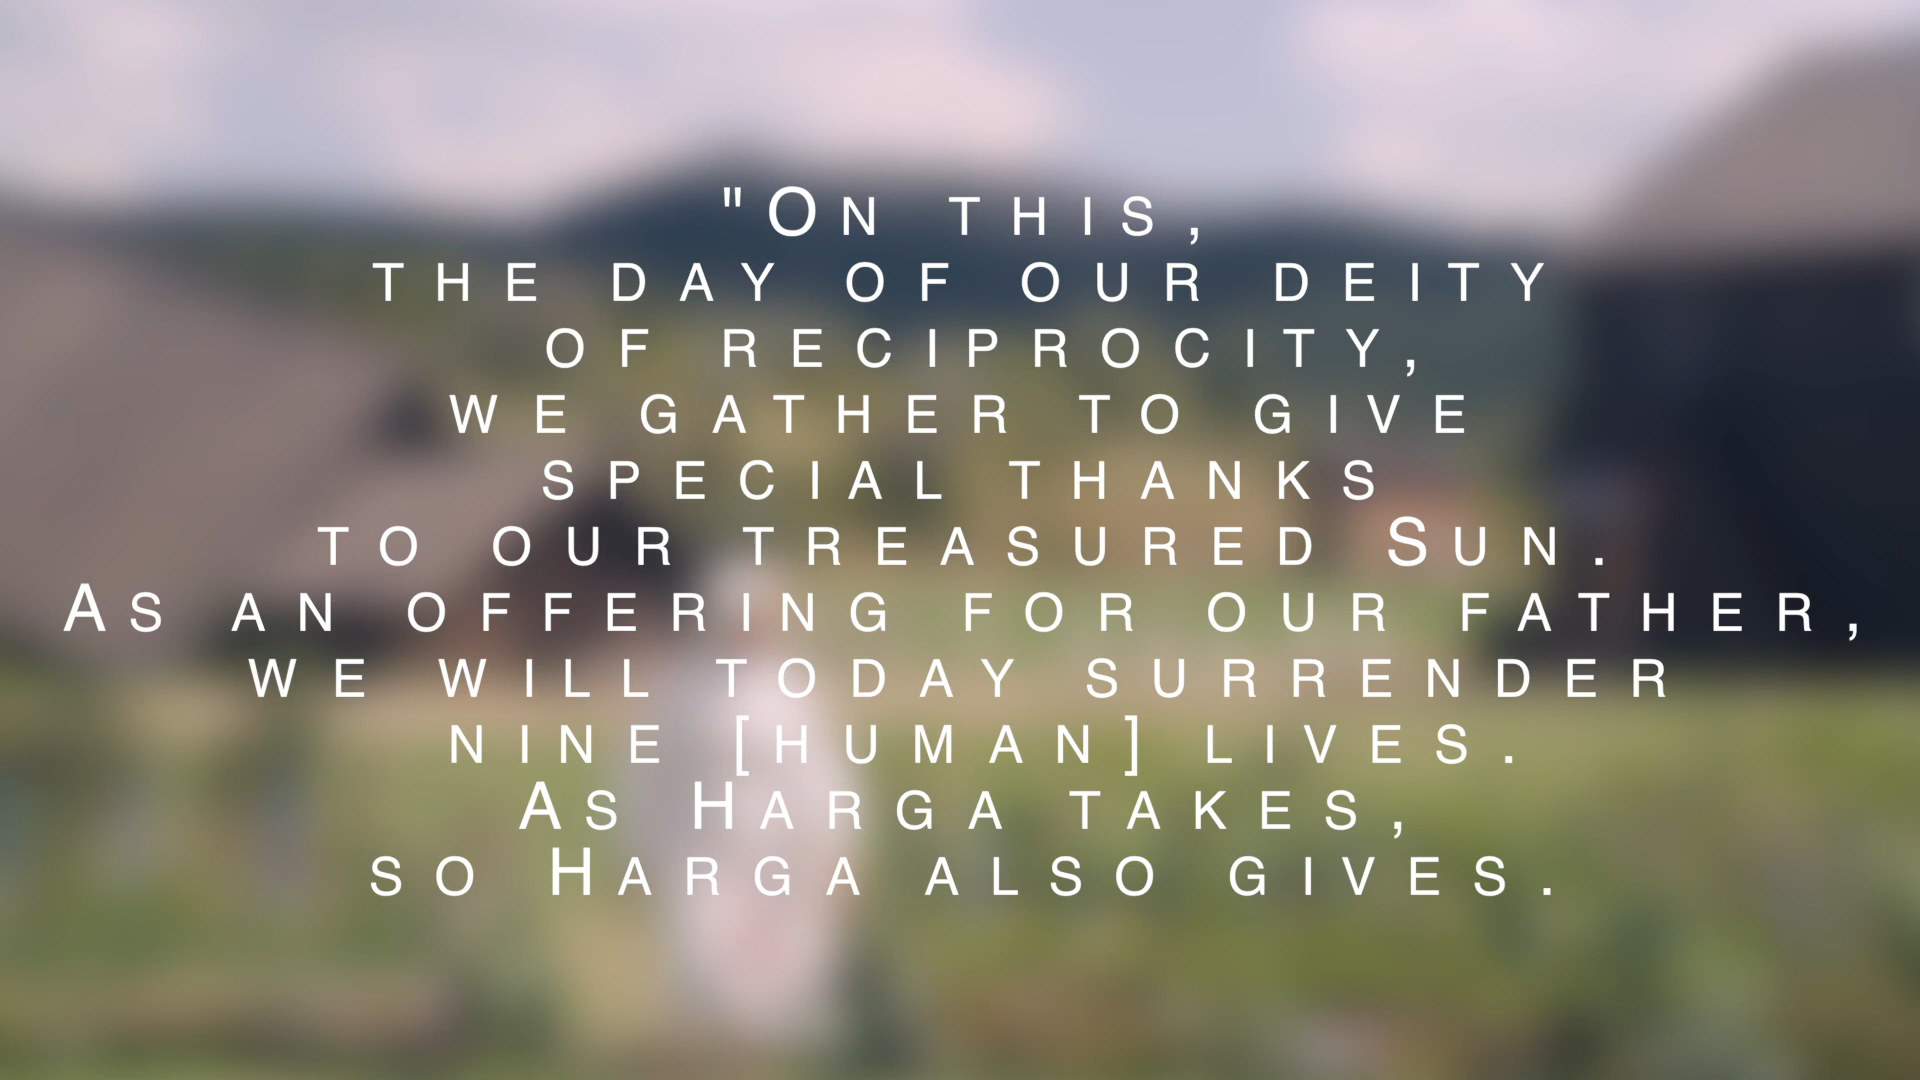 "On this,
the day of our deity
of reciprocity,
we gather to give
special thanks
to our treasured Sun.
As an offering for our father,
we will today surrender
nine [human] lives.
As Harga takes,
so Harga also gives.